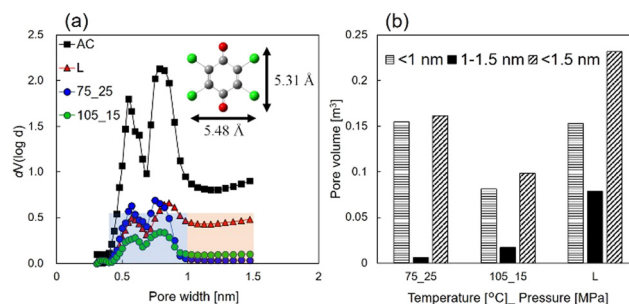 (a)
AC
L
75_25
105_15
5.31 Å
5.48 Å
dV(log d)
2.5
2.0
1.5
1.0
0.5
0.0
0
0.5
1.0
1.5
2
Pore width [nm]
(b)
<1 nm
1-1.5 nm
<1.5 nm
Pore volume [m³]
0.25
0.2
0.15
0.1
0.05
0
75_25
105_15
L
Temperature [°C]_ Pressure [MPa]